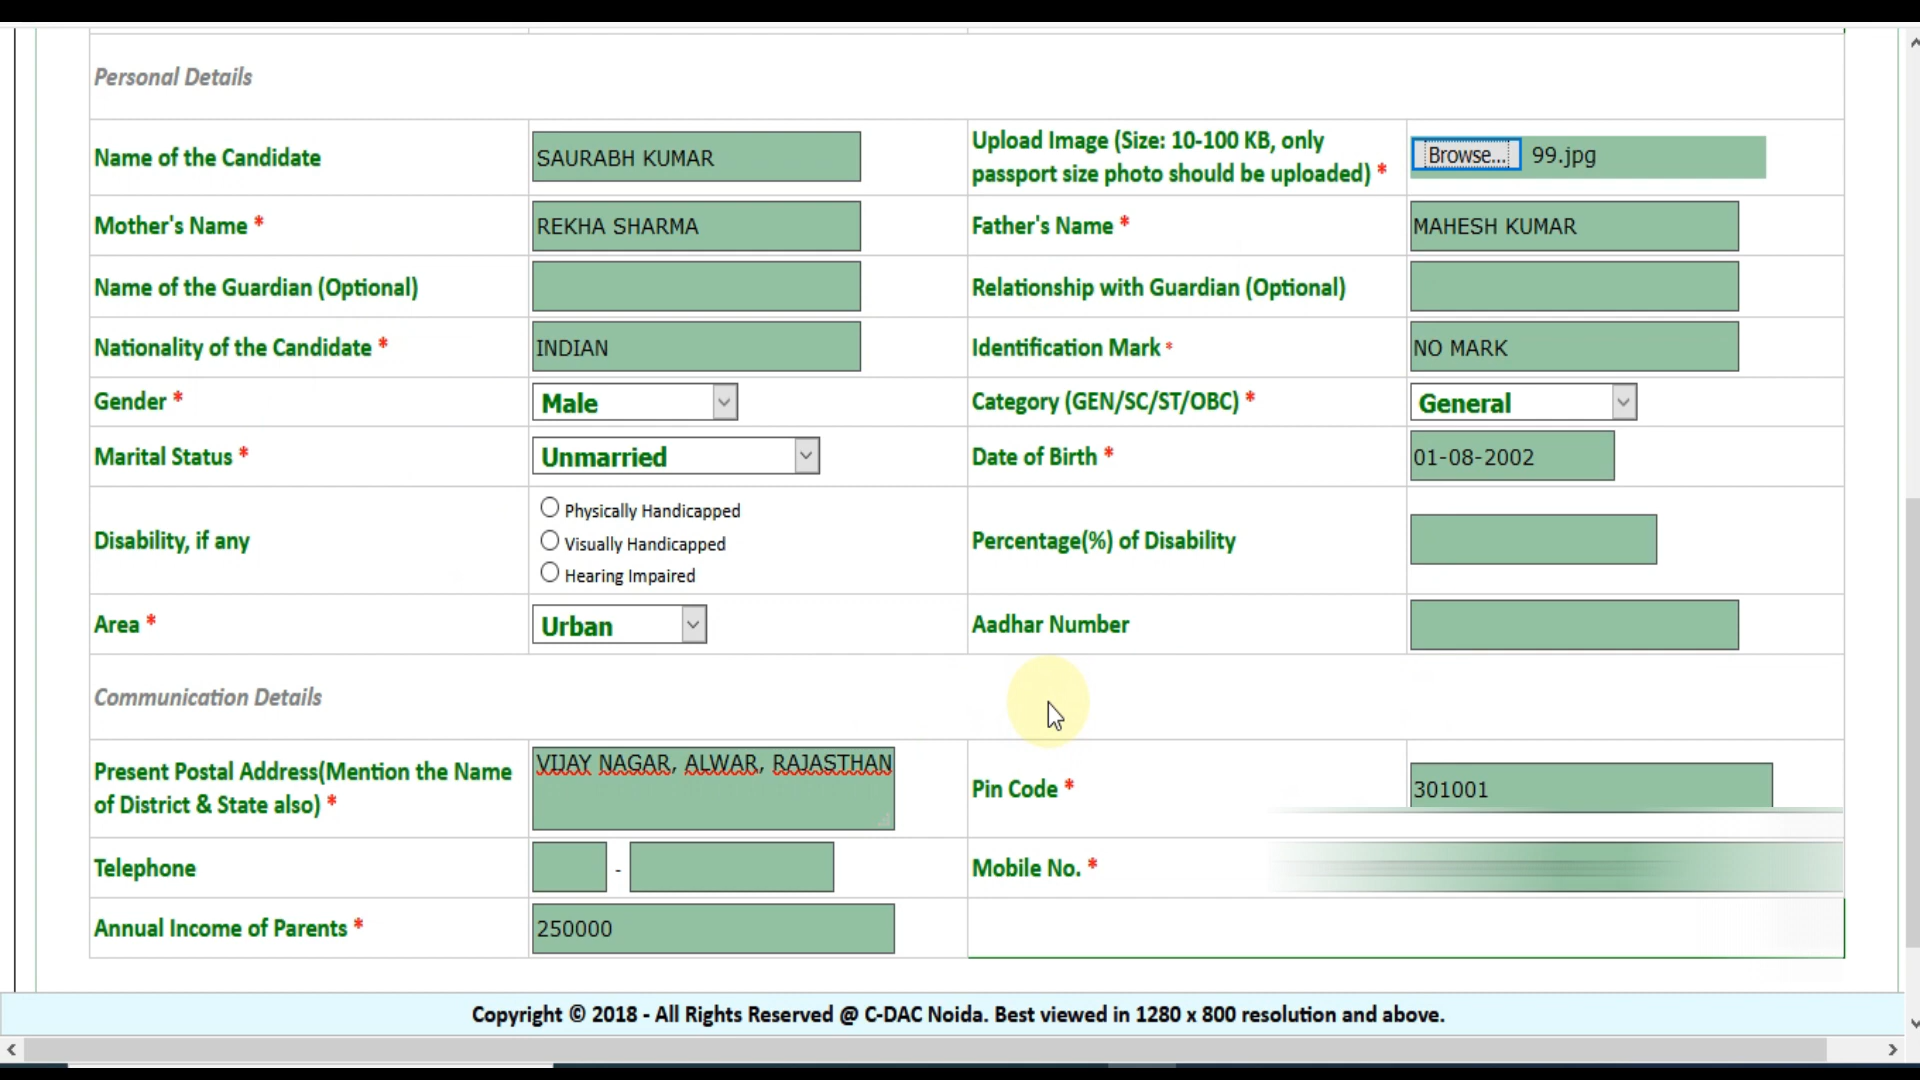 Personal Details
Name of the Candidate SAURABH KUMAR Upload Image (Size: 10-100 KB, only
passport size photo should be uploaded) * Browse... 99.jpg
Mother's Name * REKHA SHARMA Father's Name * MAHESH KUMAR
Name of the Guardian (Optional) Relationship with Guardian (Optional)
Nationality of the Candidate * INDIAN Identification Mark * NO MARK
Gender * Male Category (GEN/SC/ST/OBC) * General
Marital Status * Unmarried Date of Birth * 01-08-2002
Physically Handicapped
Disability, if any Visually Handicapped Percentage(%) of Disability
Hearing Impaired
Area * Urban Aadhar Number
Communication Details
Present Postal Address(Mention the Name VIJAY NAGAR, ALWAR, RAJASTHAN
of District & State also) * Pin Code * 301001
Telephone - Mobile No. *
Annual Income of Parents * 250000
Copyright © 2018 - All Rights Reserved @ C-DAC Noida. Best viewed in 1280 x 800 resolution and above.